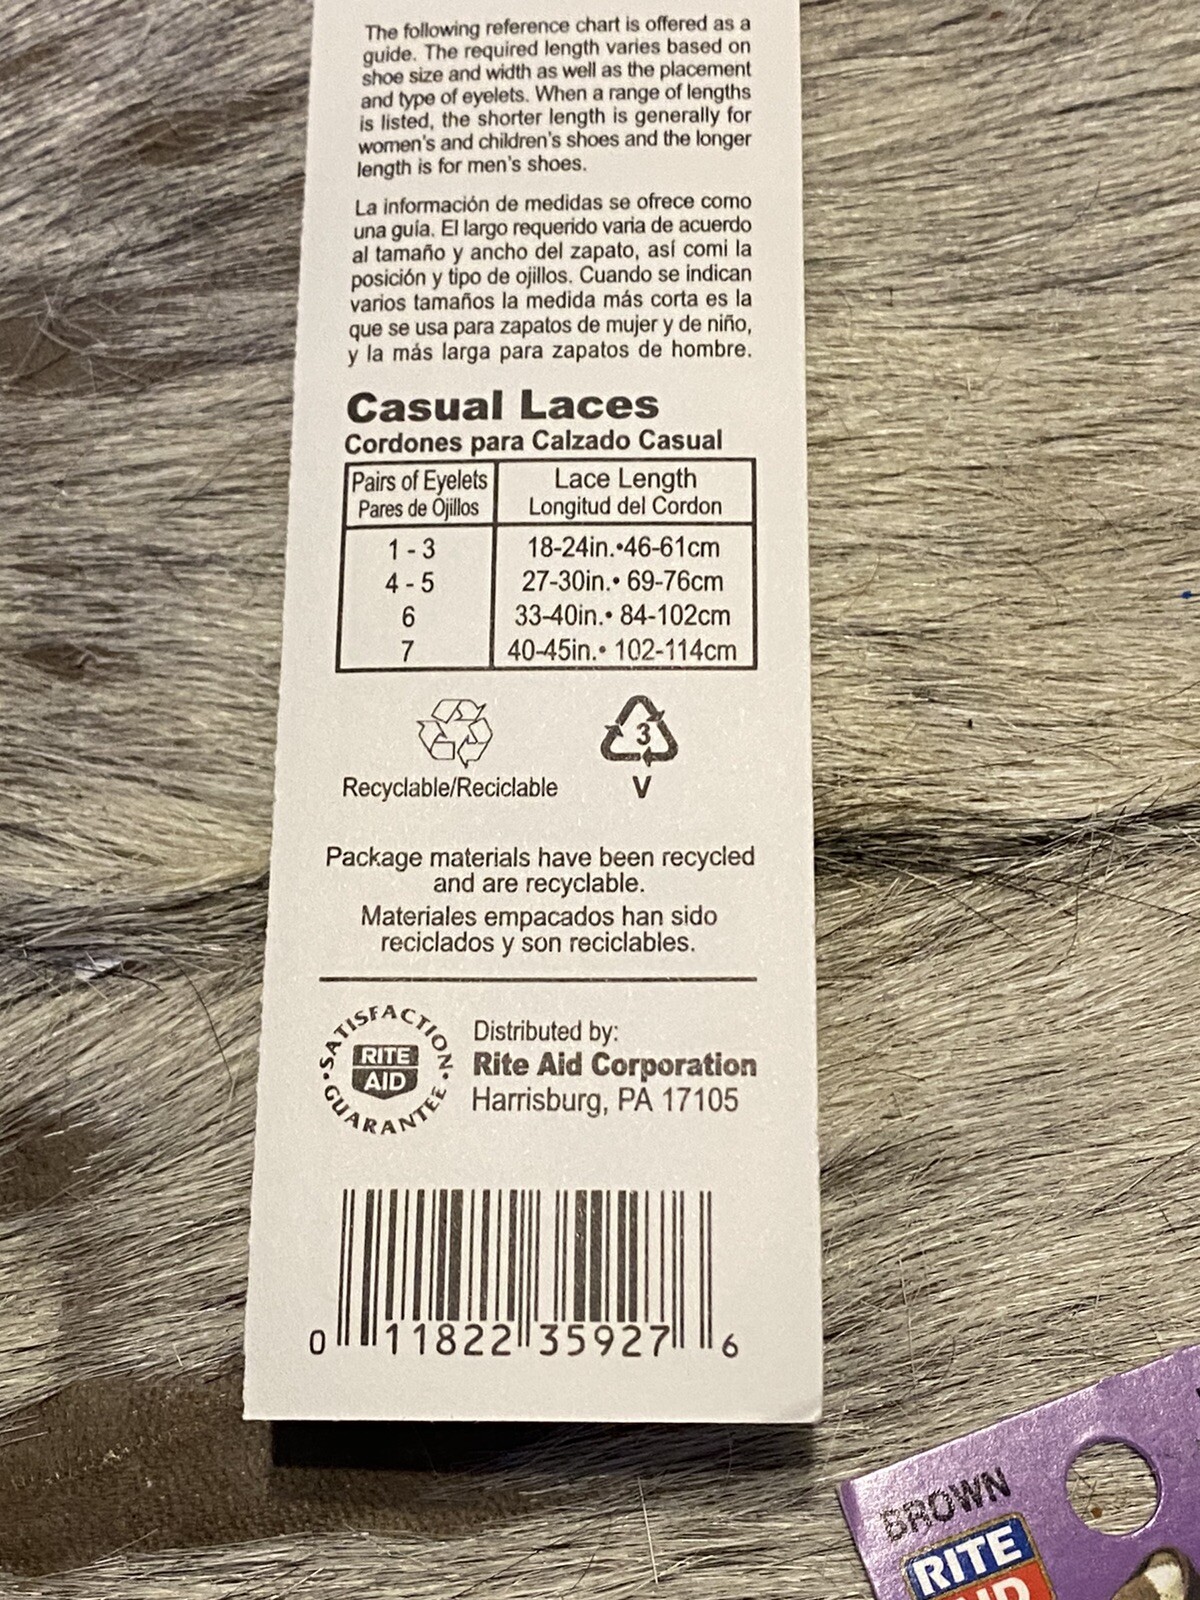 The following reference chart is offered as a
guide. The required length varies based on
shoe size and width as well as the placement
and type of eyelets. When a range of lengths
is listed, the shorter length is generally for
women's and children's shoes and the longer
length is for men's shoes.
La información de medidas se ofrece como
una guía. El largo requerido varia de acuerdo
al tamaño y ancho del zapato, así comi la
posición y tipo de ojillos. Cuando se indican
varios tamaños la medida más corta es la
que se usa para zapatos de mujer y de niño,
y la más larga para zapatos de hombre.
Casual Laces
Cordones para Calzado Casual
Pairs of Eyelets Lace Length
Pares de Ojillos Longitud del Cordon
1 - 3 18-24in.•46-61cm
4 - 5 27-30in.• 69-76cm
6 33-40in.• 84-102cm
7 40-45in.• 102-114cm
3
Recyclable/Reciclable V
Package materials have been recycled
and are recyclable.
Materiales empacados han sido
reciclados y son reciclables.
SATISFACTION • GUARANTEE •
RITE
AID
Distributed by:
Rite Aid Corporation
Harrisburg, PA 17105
0 11822 35927 6
BROWN
RITE
AID